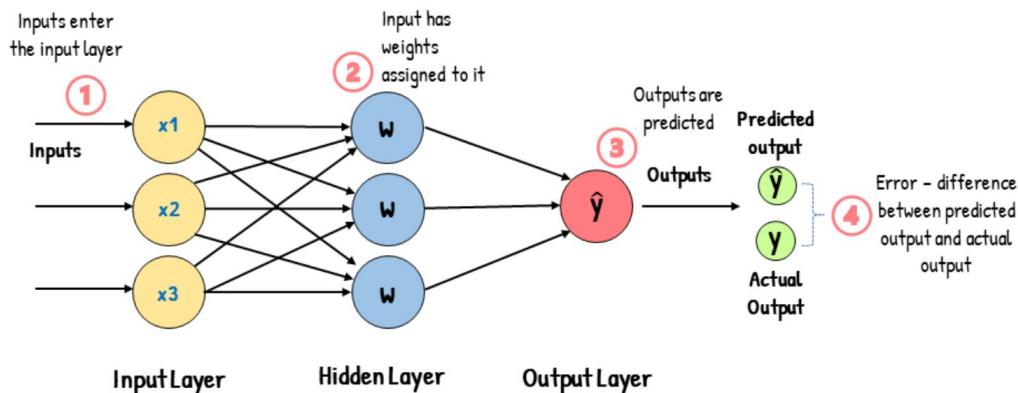 Inputs enter
the input layer
1
Inputs
x1
x2
x3
Input Layer
2
Input has
weights
assigned to it
w
w
w
Hidden Layer
Outputs are
predicted
3
ŷ
Outputs
Output Layer
Predicted
output
ŷ
y
Actual
Output
4
Error – difference
between predicted
output and actual
output